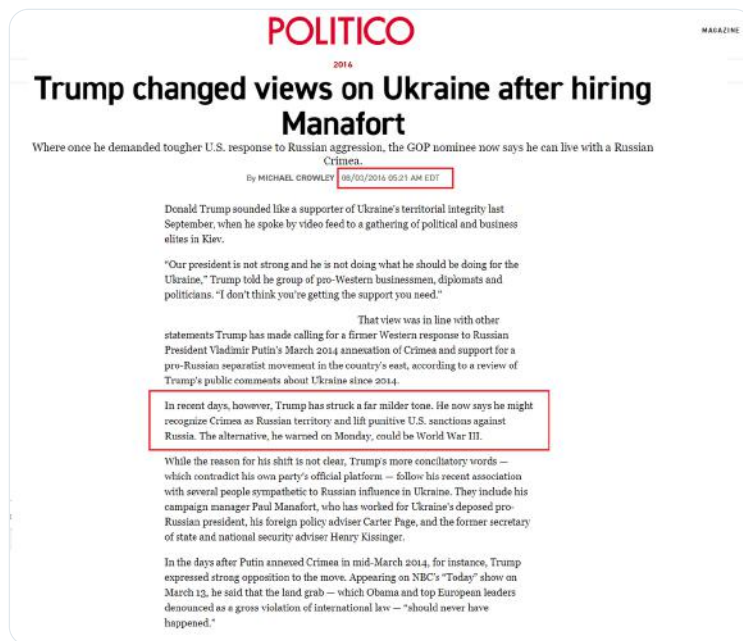 POLITICO
MAGAZINE
2016
Trump changed views on Ukraine after hiring
Manafort
Where once he demanded tougher U.S. response to Russian aggression, the GOP nominee now says he can live with a Russian
Crimea.
By MICHAEL CROWLEY 08/03/2016 05:21 AM EDT
Donald Trump sounded like a supporter of Ukraine's territorial integrity last
September, when he spoke by video feed to a gathering of political and business
elites in Kiev.
"Our president is not strong and he is not doing what he should be doing for the
Ukraine," Trump told he group of pro-Western businessmen, diplomats and
politicians. "I don't think you're getting the support you need."
That view was in line with other
statements Trump has made calling for a firmer Western response to Russian
President Vladimir Putin's March 2014 annexation of Crimea and support for a
pro-Russian separatist movement in the country's east, according to a review of
Trump's public comments about Ukraine since 2014.
In recent days, however, Trump has struck a far milder tone. He now says he might
recognize Crimea as Russian territory and lift punitive U.S. sanctions against
Russia. The alternative, he warned on Monday, could be World War III.
While the reason for his shift is not clear, Trump's more conciliatory words —
which contradict his own party's official platform — follow his recent association
with several people sympathetic to Russian influence in Ukraine. They include his
campaign manager Paul Manafort, who has worked for Ukraine's deposed pro-
Russian president, his foreign policy adviser Carter Page, and the former secretary
of state and national security adviser Henry Kissinger.
In the days after Putin annexed Crimea in mid-March 2014, for instance, Trump
expressed strong opposition to the move. Appearing on NBC's "Today" show on
March 13, he said that the land grab — which Obama and top European leaders
denounced as a gross violation of international law — "should never have
happened."